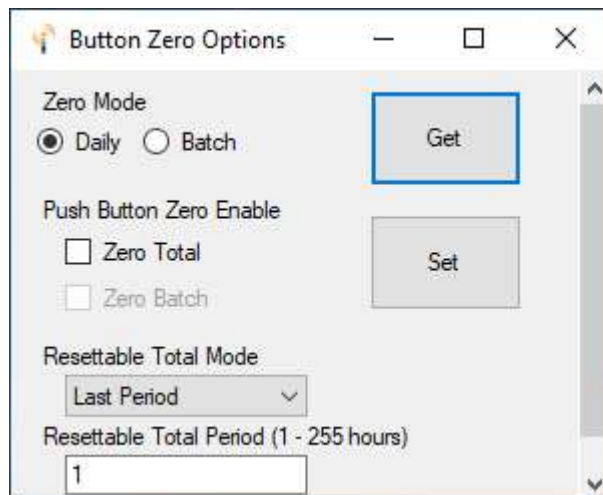 Button Zero Options
Zero Mode
Daily Batch
Get
Push Button Zero Enable
Zero Total
Zero Batch
Set
Resettable Total Mode
Last Period
Resettable Total Period (1 - 255 hours)
1